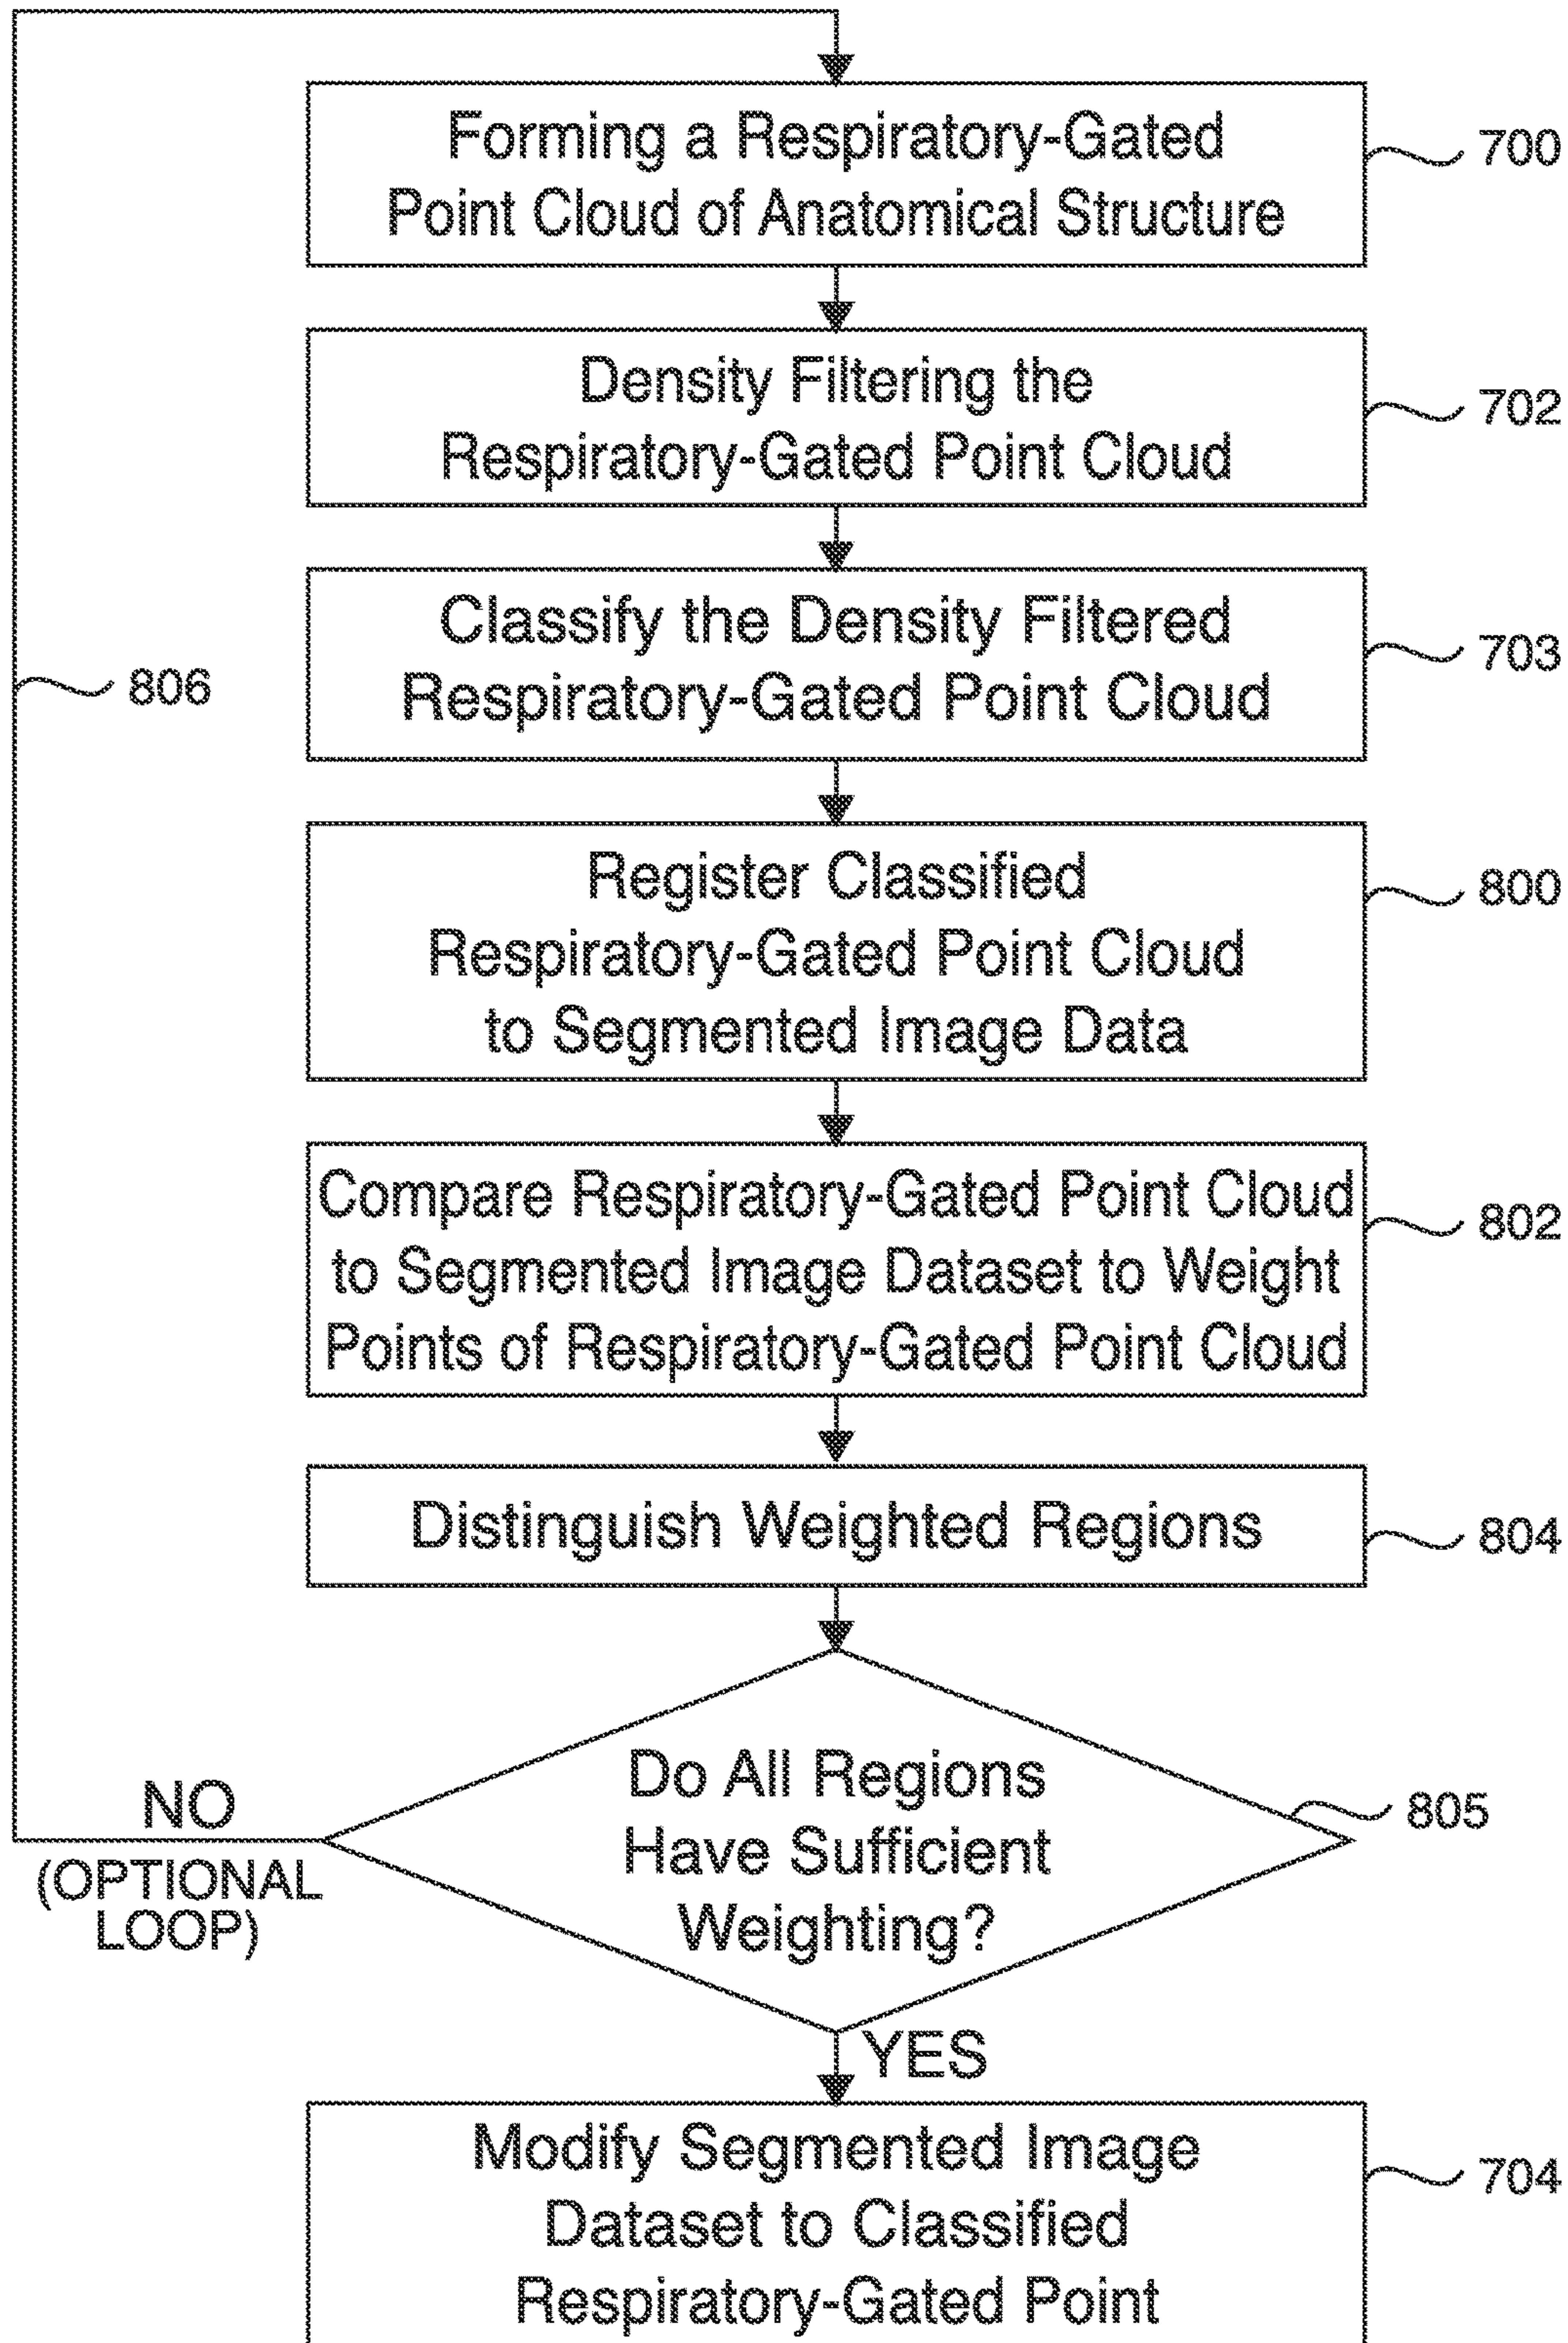 Forming a Respiratory-Gated
Point Cloud of Anatomical Structure
700
Density Filtering the
Respiratory-Gated Point Cloud
702
Classify the Density Filtered
Respiratory-Gated Point Cloud
703
806
Register Classified
Respiratory-Gated Point Cloud
to Segmented Image Data
800
Compare Respiratory-Gated Point Cloud
to Segmented Image Dataset to Weight
Points of Respiratory-Gated Point Cloud
802
Distinguish Weighted Regions
804
Do All Regions
Have Sufficient
Weighting?
805
NO
(OPTIONAL
LOOP)
YES
Modify Segmented Image
Dataset to Classified
Respiratory-Gated Point
704